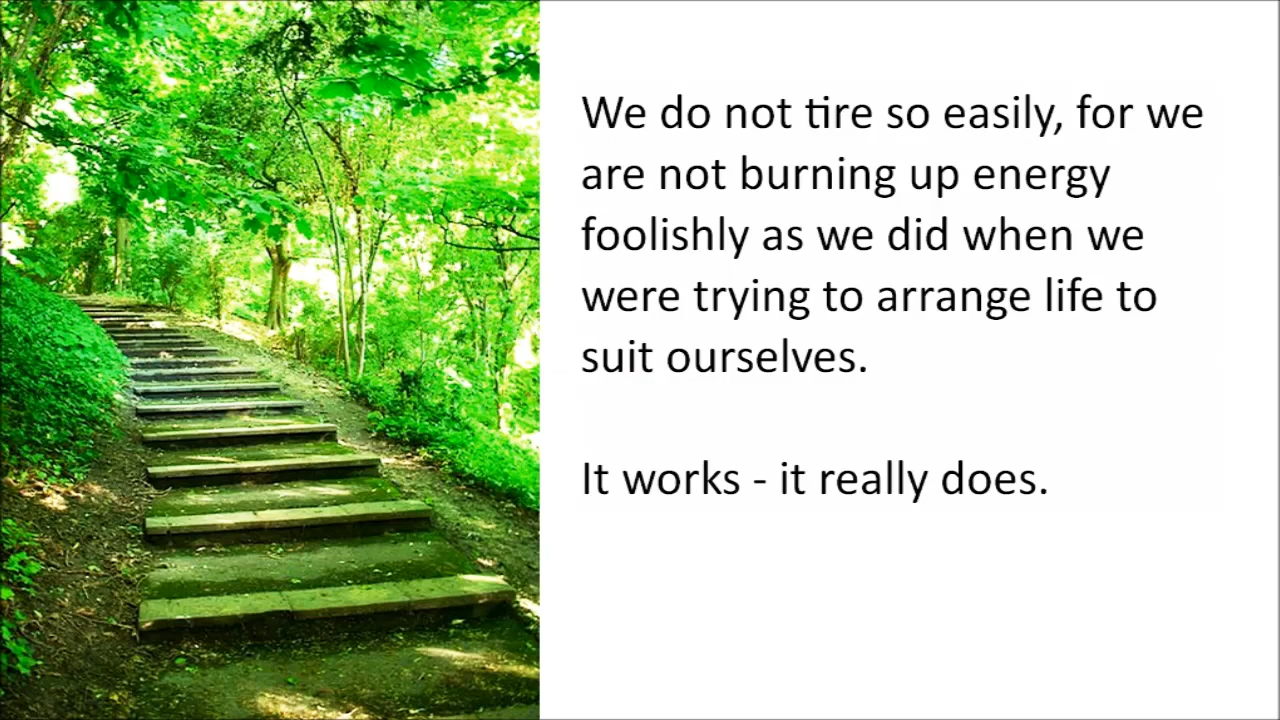 We do not tire so easily, for we
are not burning up energy
foolishly as we did when we
were trying to arrange life to
suit ourselves.
It works - it really does.